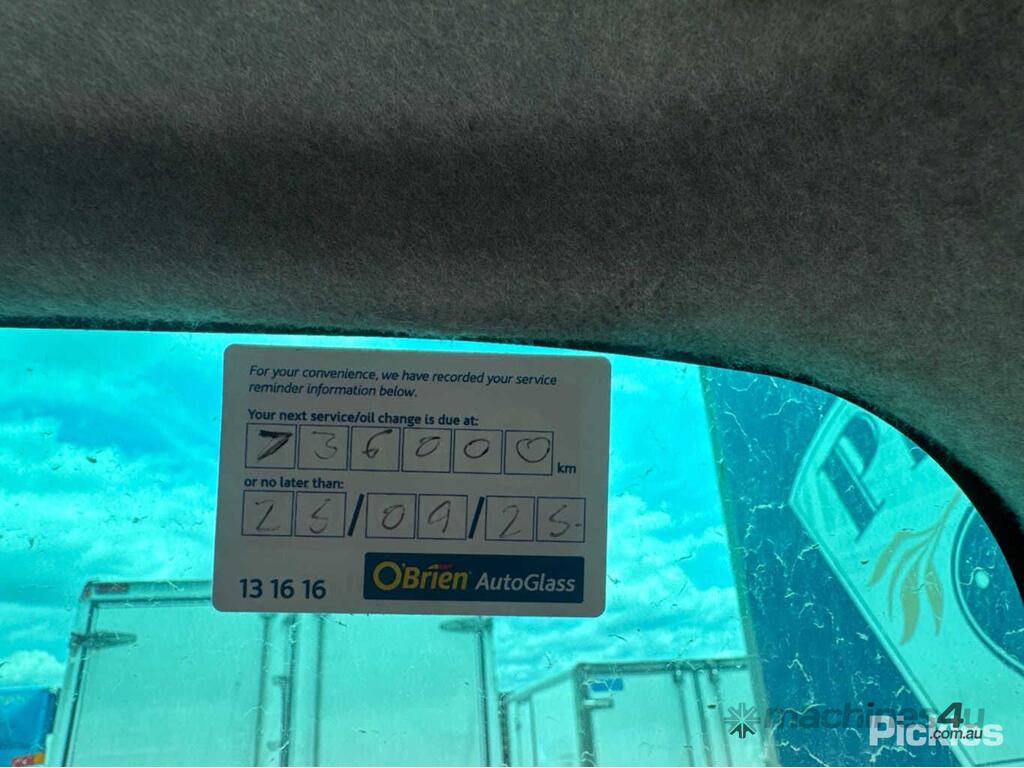 For your convenience, we have recorded your service
reminder information below.
Your next service/oil change is due at:
736000 km
or no later than:
25/09/25
13 16 16 O'Brien AutoGlass
machines4u
.com.au
Pickles